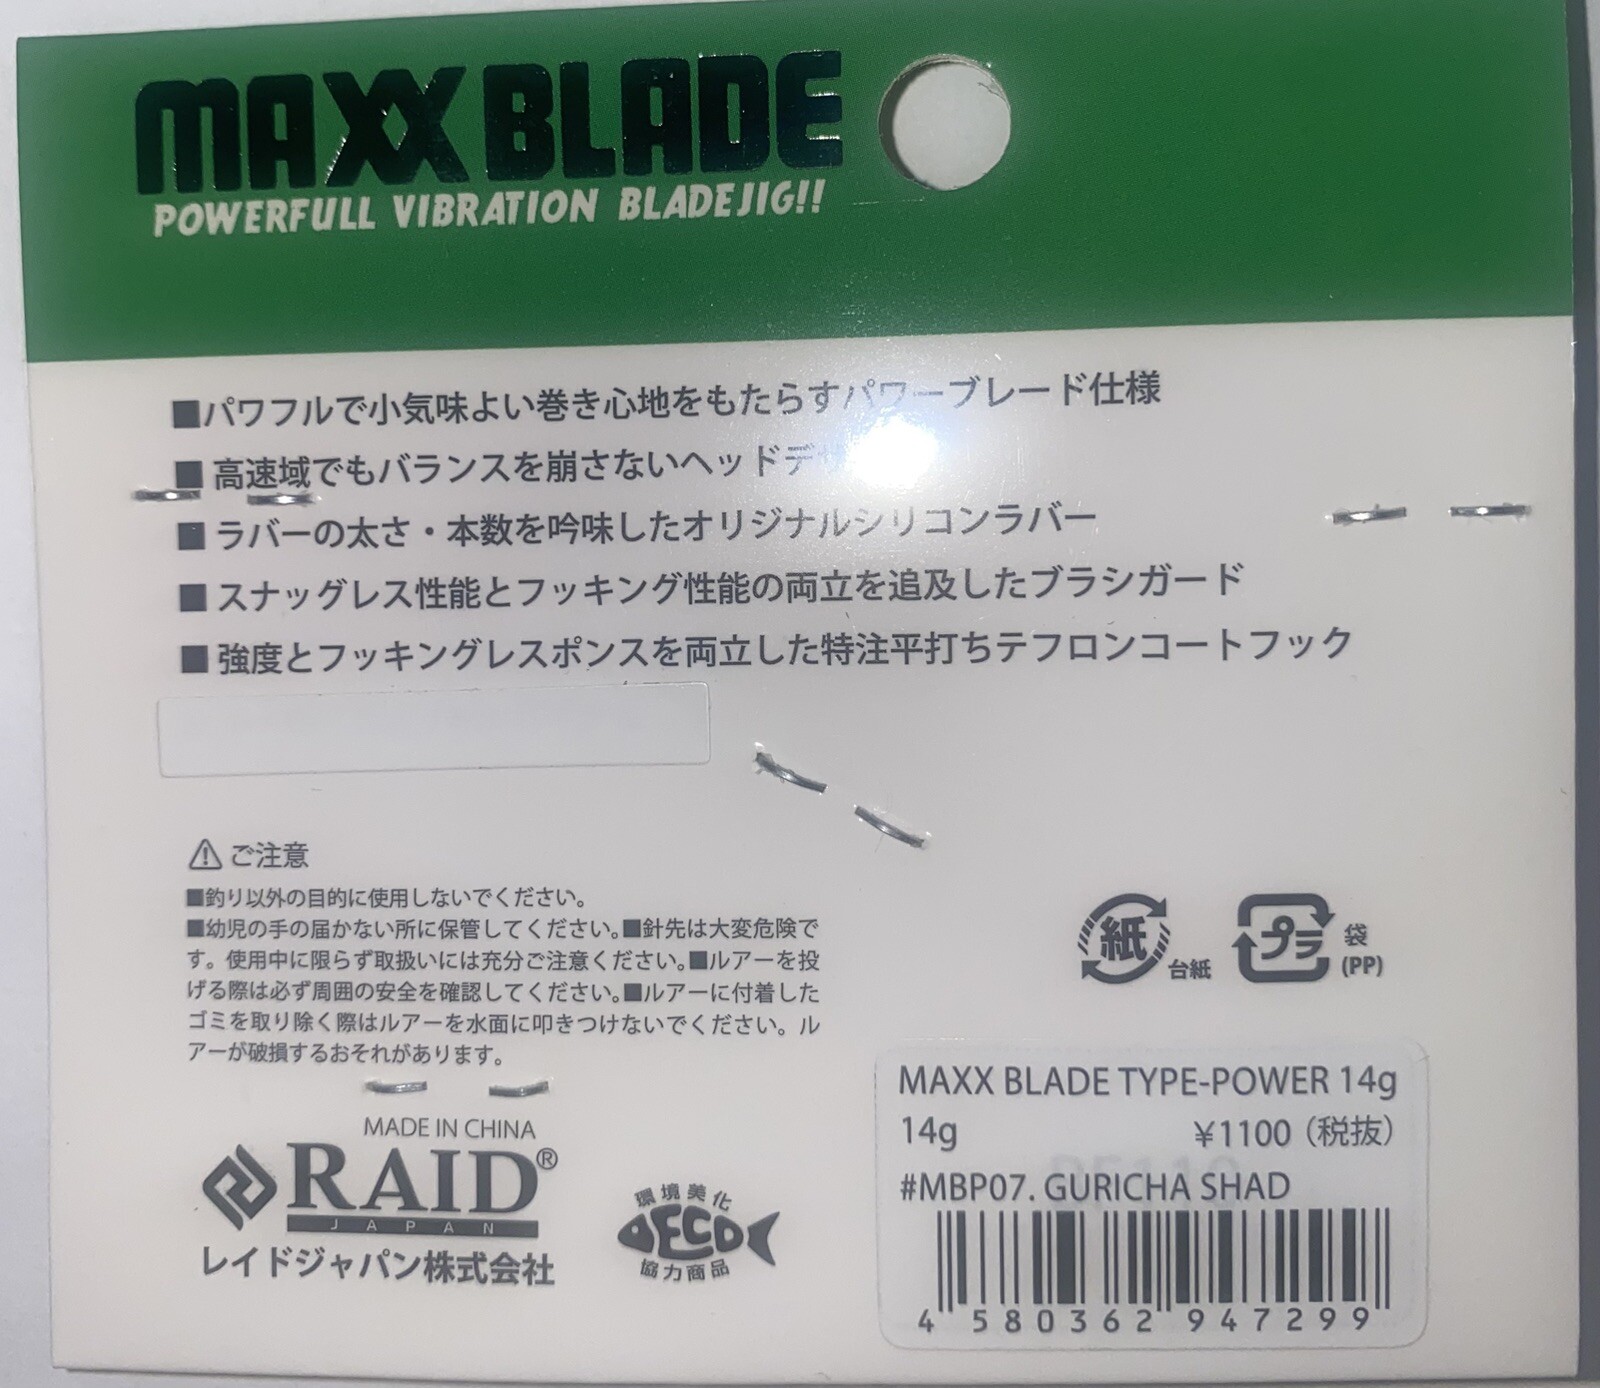 MAXX BLADE
POWERFULL VIBRATION BLADEJIG!!
■パワフルで小気味よい巻き心地をもたらすパワーブレード仕様
■ 高速域でもバランスを崩さないヘッド
■ ラバーの太さ・本数を吟味したオリジナルシリコンラバー
■ スナッグレス性能とフッキング性能の両立を追及したブラシガード
■ 強度とフッキングレスポンスを両立した特注平打ちテフロンコートフック
⚠ ご注意
■釣り以外の目的に使用しないでください。
■幼児の手の届かない所に保管してください。■針先は大変危険で
す。使用中に限らず取扱いには充分ご注意ください。■ルアーを投
げる際は必ず周囲の安全を確認してください。■ルアーに付着した
ゴミを取り除く際はルアーを水面に叩きつけないでください。ル
アーが破損するおそれがあります。
紙
台紙
プラ
袋
(PP)
MADE IN CHINA
RAID®
JAPAN
レイドジャパン株式会社
環境美化
DECO
協力商品
MAXX BLADE TYPE-POWER 14g
14g ¥1100（税抜）
#MBP07. GURICHA SHAD
4 580362 947299